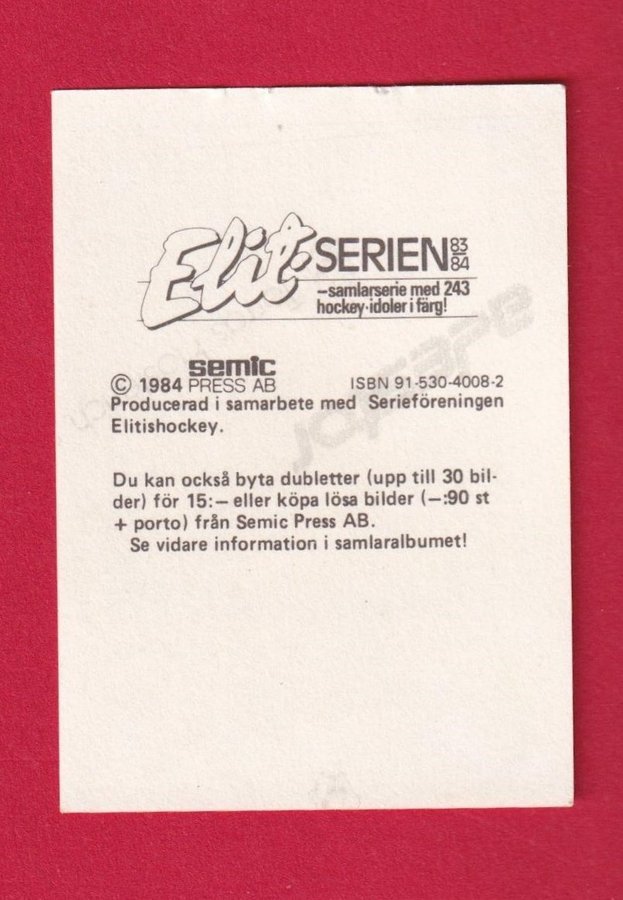 Elit-SERIEN 83/84
–samlarserie med 243
hockey-idoler i färg!
semic
© 1984 PRESS AB ISBN 91-530-4008-2
Producerad i samarbete med Serieföreningen
Elitishockey.
Du kan också byta dubletter (upp till 30 bil-
der) för 15:– eller köpa lösa bilder (–:90 st
+ porto) från Semic Press AB.
Se vidare information i samlaralbumet!